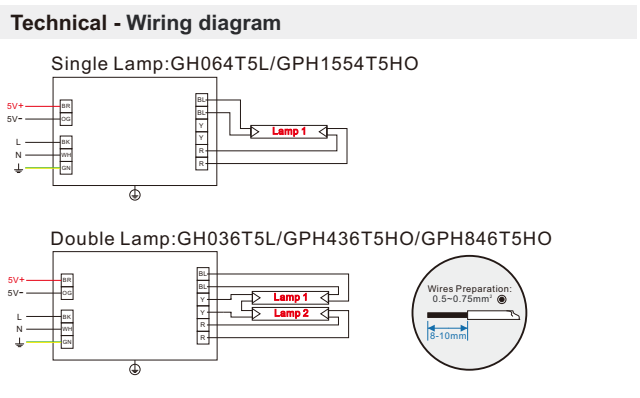 Technical - Wiring diagram
Single Lamp:GH064T5L/GPH1554T5HO
5V+
5V-
L
N
BR
OG
BK
WH
GN
BL
BL
Y
Y
R
R
Lamp 1
Double Lamp:GH036T5L/GPH436T5HO/GPH846T5HO
5V+
5V-
L
N
BR
OG
BK
WH
GN
BL
BL
Y
Y
R
R
Lamp 1
Lamp 2
Wires Preparation:
0.5~0.75mm²
8-10mm